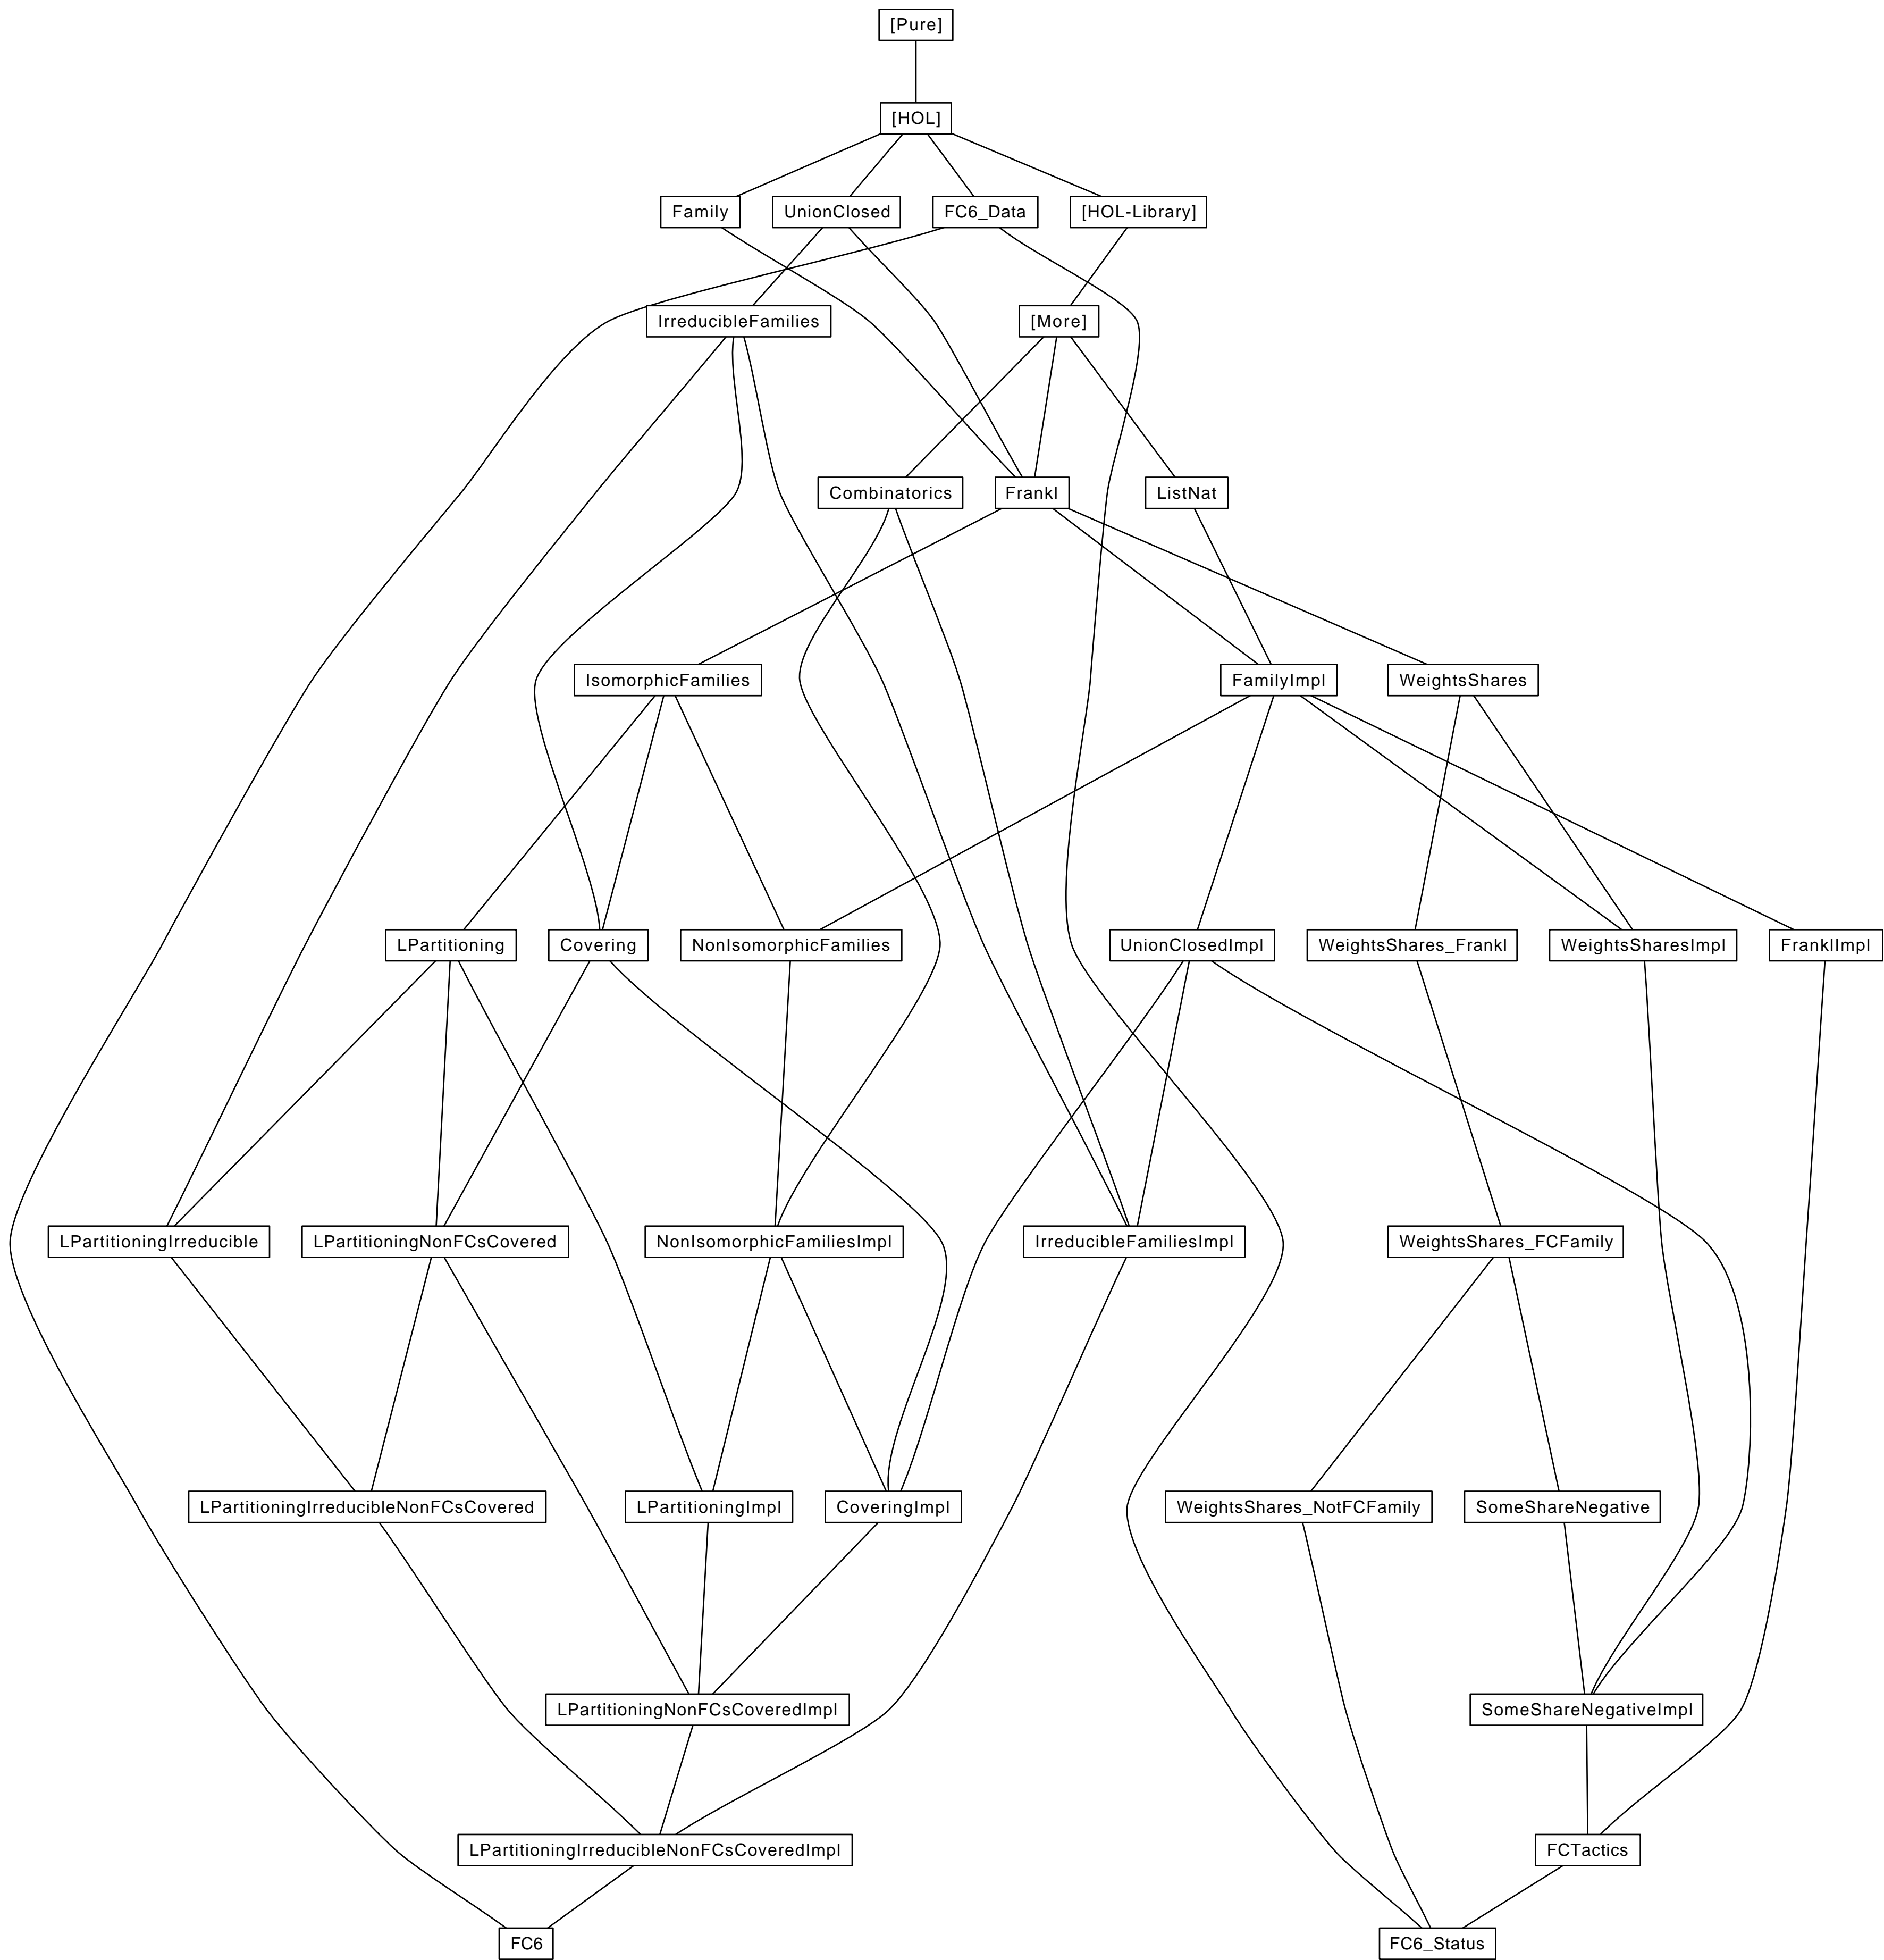 [Pure]
[HOL]
Family
UnionClosed
FC6_Data
[HOL-Library]
IrreducibleFamilies
[More]
Combinatorics
Frankl
ListNat
IsomorphicFamilies
FamilyImpl
WeightsShares
LPartitioning
Covering
NonIsomorphicFamilies
UnionClosedImpl
WeightsShares_Frankl
WeightsSharesImpl
FranklImpl
LPartitioningIrreducible
LPartitioningNonFCsCovered
NonIsomorphicFamiliesImpl
IrreducibleFamiliesImpl
WeightsShares_FCFamily
LPartitioningIrreducibleNonFCsCovered
LPartitioningImpl
CoveringImpl
WeightsShares_NotFCFamily
SomeShareNegative
LPartitioningNonFCsCoveredImpl
SomeShareNegativeImpl
LPartitioningIrreducibleNonFCsCoveredImpl
FCTactics
FC6
FC6_Status